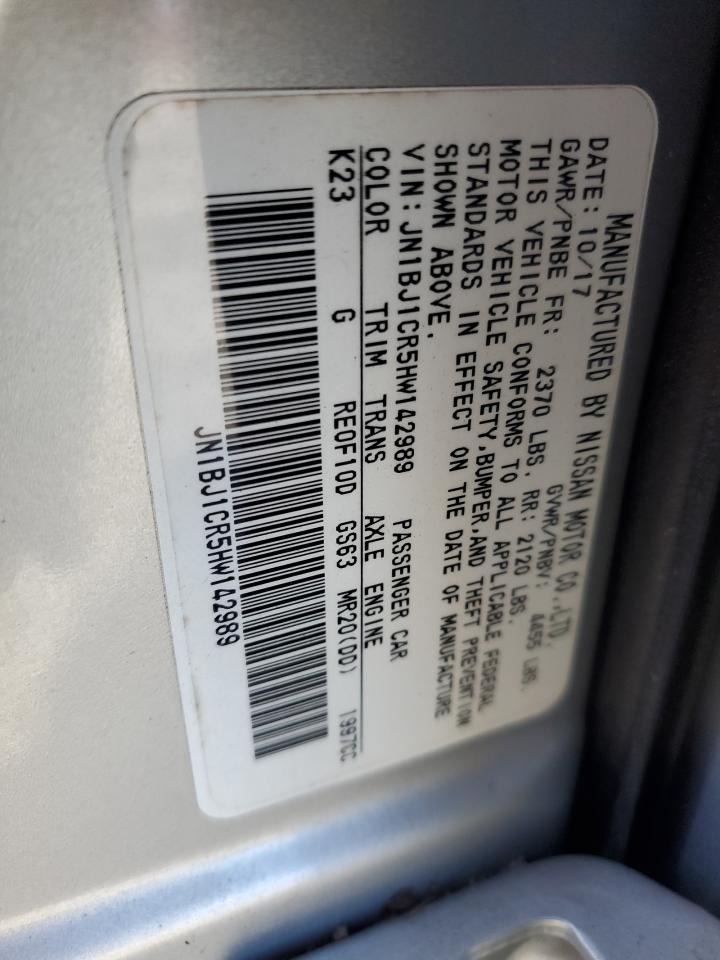 MANUFACTURED BY NISSAN MOTOR CO.,LTD.
DATE: 10/17 GVWR/PNBV: 4455 LBS.
GAWR/PNBE FR: 2370 LBS. RR: 2120 LBS.
THIS VEHICLE CONFORMS TO ALL APPLICABLE FEDERAL
MOTOR VEHICLE SAFETY,BUMPER,AND THEFT PREVENTION
STANDARDS IN EFFECT ON THE DATE OF MANUFACTURE
SHOWN ABOVE.
VIN: JN1BJ1CR5HW142989 PASSENGER CAR
COLOR TRIM TRANS AXLE ENGINE
K23 G RE0F10D GS63 MR20(DD) 1997CC
JN1BJ1CR5HW142989